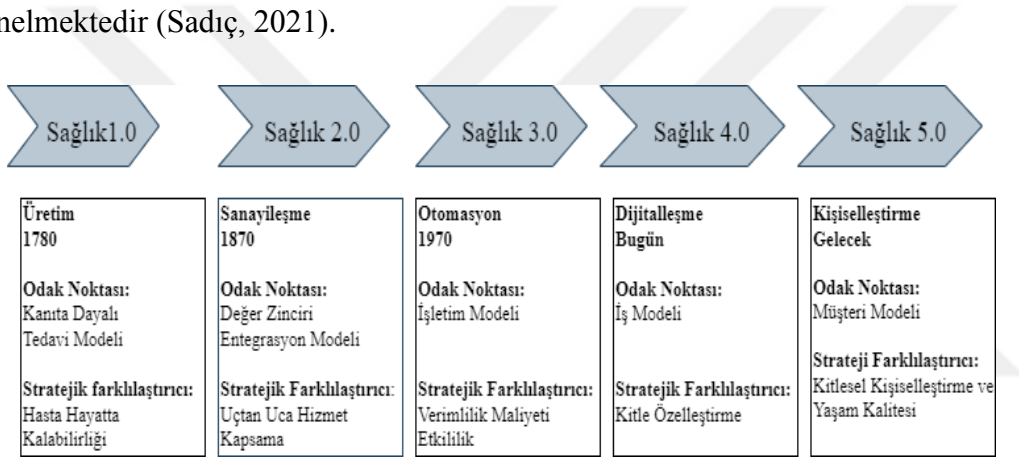 nelmektedir (Sadıç, 2021).
Sağlık1.0
Sağlık 2.0
Sağlık 3.0
Sağlık 4.0
Sağlık 5.0
Üretim
1780
Odak Noktası:
Kanıta Dayalı
Tedavi Modeli
Stratejik farklılaştırıcı:
Hasta Hayatta
Kalabilirliği
Sanayileşme
1870
Odak Noktası:
Değer Zinciri
Entegrasyon Modeli
Stratejik Farklılaştırıcı:
Uçtan Uca Hizmet
Kapsama
Otomasyon
1970
Odak Noktası:
İşletim Modeli
Stratejik Farklılaştırıcı:
Verimlilik Maliyeti
Etkililik
Dijitalleşme
Bugün
Odak Noktası:
İş Modeli
Stratejik Farklılaştırıcı:
Kitle Özelleştirme
Kişiselleştirme
Gelecek
Odak Noktası:
Müşteri Modeli
Strateji Farklılaştırıcı:
Kitlesel Kişiselleştirme ve
Yaşam Kalitesi